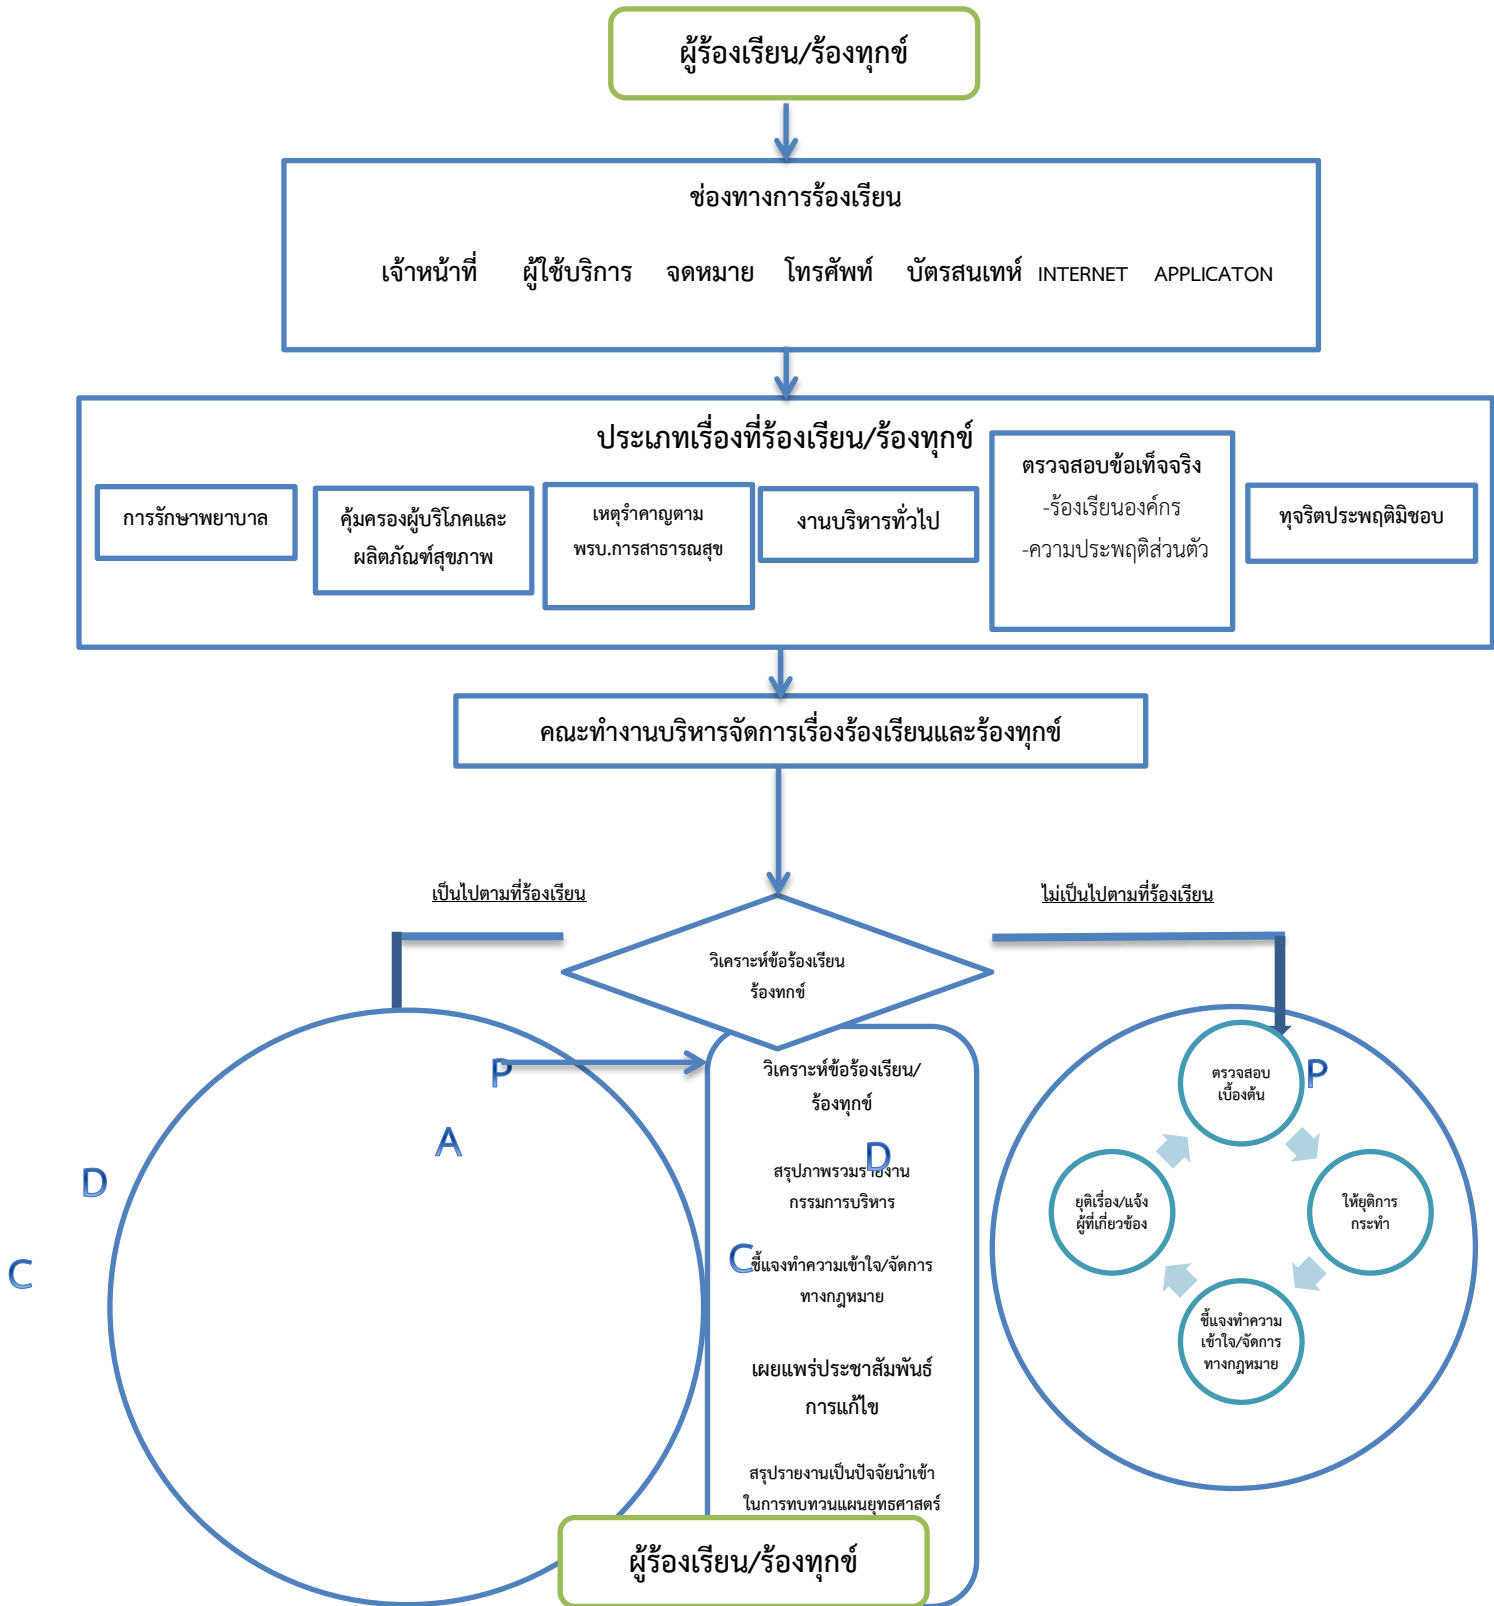 ผู้ร้องเรียน/ร้องทุกข์
ช่องทางการร้องเรียน
เจ้าหน้าที่ ผู้ใช้บริการ จดหมาย โทรศัพท์ บัตรสนเทห์ INTERNET APPLICATON
ประเภทเรื่องที่ร้องเรียน/ร้องทุกข์
การรักษาพยาบาล
คุ้มครองผู้บริโภคและ
ผลิตภัณฑ์สุขภาพ
เหตุรำคาญตาม
พรบ.การสาธารณสุข
งานบริหารทั่วไป
ตรวจสอบข้อเท็จจริง
-ร้องเรียนองค์กร
-ความประพฤติส่วนตัว
ทุจริตประพฤติมิชอบ
คณะทำงานบริหารจัดการเรื่องร้องเรียนและร้องทุกข์
เป็นไปตามที่ร้องเรียน
ไม่เป็นไปตามที่ร้องเรียน
วิเคราะห์ข้อร้องเรียน
ร้องทกข์
P
A
D
C
วิเคราะห์ข้อร้องเรียน/
ร้องทุกข์
D
สรุปภาพรวมรายงาน
กรรมการบริหาร
C
ชี้แจงทำความเข้าใจ/จัดการ
ทางกฎหมาย
เผยแพร่ประชาสัมพันธ์
การแก้ไข
สรุปรายงานเป็นปัจจัยนำเข้า
ในการทบทวนแผนยุทธศาสตร์
ตรวจสอบ
เบื้องต้น
P
ให้ยุติการ
กระทำ
ชี้แจงทำความ
เข้าใจ/จัดการ
ทางกฎหมาย
ยุติเรื่อง/แจ้ง
ผู้ที่เกี่ยวข้อง
ผู้ร้องเรียน/ร้องทุกข์